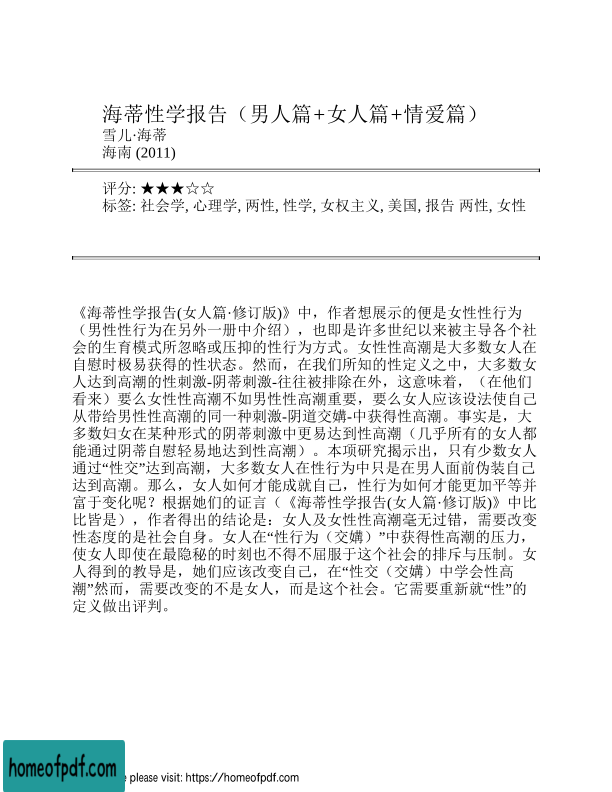 海蒂性学报告（男人篇+女人篇+情爱篇）
雪儿·海蒂
海南 (2011)
评分: ★★★☆☆
标签: 社会学, 心理学, 两性, 性学, 女权主义, 美国, 报告 两性, 女性
《海蒂性学报告(女人篇·修订版)》中，作者想展示的便是女性性行为
（男性性行为在另外一册中介绍），也即是许多世纪以来被主导各个社
会的生育模式所忽略或压抑的性行为方式。女性性高潮是大多数女人在
自慰时极易获得的性状态。然而，在我们所知的性定义之中，大多数女
人达到高潮的性刺激-阴蒂刺激-往往被排除在外，这意味着，（在他们
看来）要么女性性高潮不如男性性高潮重要，要么女人应该设法使自己
从带给男性性高潮的同一种刺激-阴道交媾-中获得性高潮。事实是，大
多数妇女在某种形式的阴蒂刺激中更易达到性高潮（几乎所有的女人都
能通过阴蒂自慰轻易地达到性高潮）。本项研究揭示出，只有少数女人
通过“性交”达到高潮，大多数女人在性行为中只是在男人面前伪装自己
达到高潮。那么，女人如何才能成就自己，性行为如何才能更加平等并
富于变化呢？根据她们的证言（《海蒂性学报告(女人篇·修订版)》中比
比皆是），作者得出的结论是：女人及女性性高潮毫无过错，需要改变
性态度的是社会自身。女人在“性行为（交媾）”中获得性高潮的压力，
使女人即使在最隐秘的时刻也不得不屈服于这个社会的排斥与压制。女
人得到的教导是，她们应该改变自己，在“性交（交媾）中学会性高
潮”然而，需要改变的不是女人，而是这个社会。它需要重新就“性”的
定义做出评判。
homeofpdf.com
please visit: https://homeofpdf.com